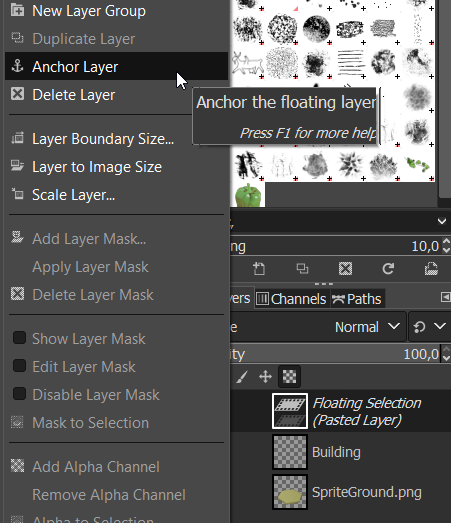 New Layer Group
Duplicate Layer
Anchor Layer
Delete Layer
Anchor the floating layer
Press F1 for more help
Layer Boundary Size...
Layer to Image Size
Scale Layer...
Add Layer Mask...
Apply Layer Mask
Delete Layer Mask
Show Layer Mask
Edit Layer Mask
Disable Layer Mask
Mask to Selection
Add Alpha Channel
Remove Alpha Channel
Alpha to Selection
ng
10,0
ers
Channels
Paths
e
Normal
ity
100,0
Floating Selection
(Pasted Layer)
Building
SpriteGround.png